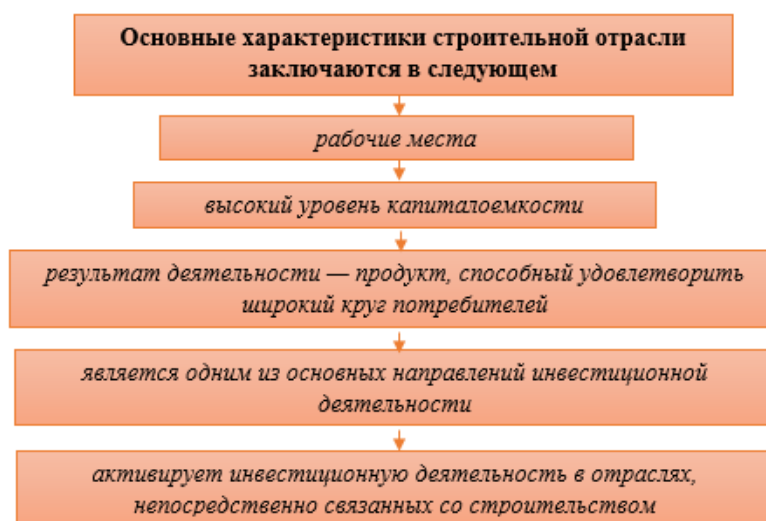 Основные характеристики строительной отрасли
заключаются в следующем
рабочие места
высокий уровень капиталоемкости
результат деятельности — продукт, способный удовлетворить
широкий круг потребителей
является одним из основных направлений инвестиционной
деятельности
активирует инвестиционную деятельность в отраслях,
непосредственно связанных со строительством